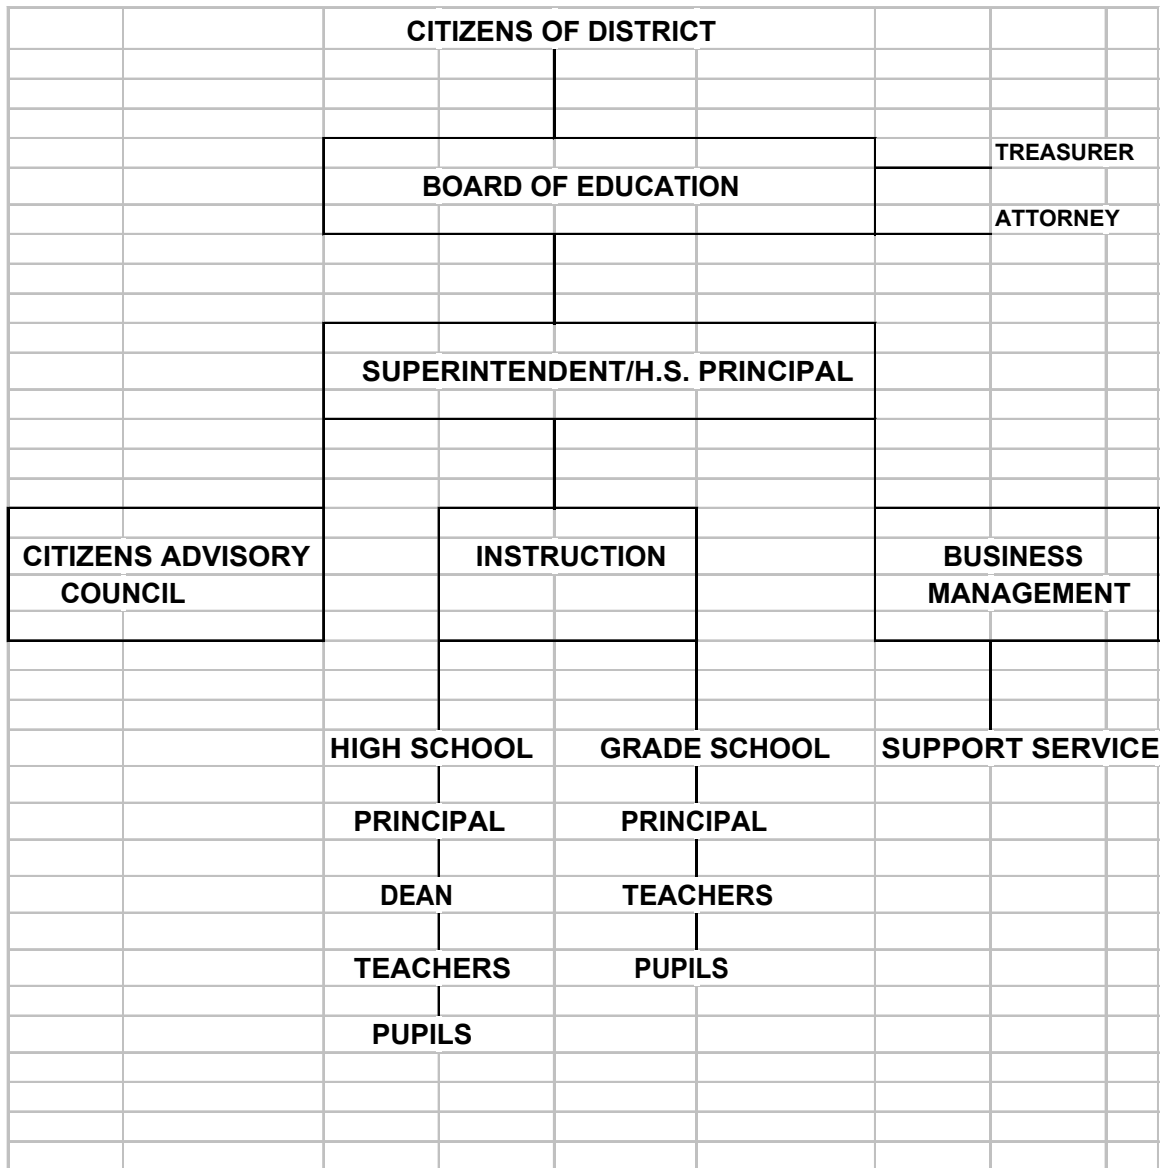 CITIZENS OF DISTRICT
TREASURER
BOARD OF EDUCATION
ATTORNEY
SUPERINTENDENT/H.S. PRINCIPAL
CITIZENS ADVISORY
COUNCIL
INSTRUCTION
BUSINESS
MANAGEMENT
HIGH SCHOOL
GRADE SCHOOL
SUPPORT SERVICE
PRINCIPAL
PRINCIPAL
DEAN
TEACHERS
TEACHERS
PUPILS
PUPILS